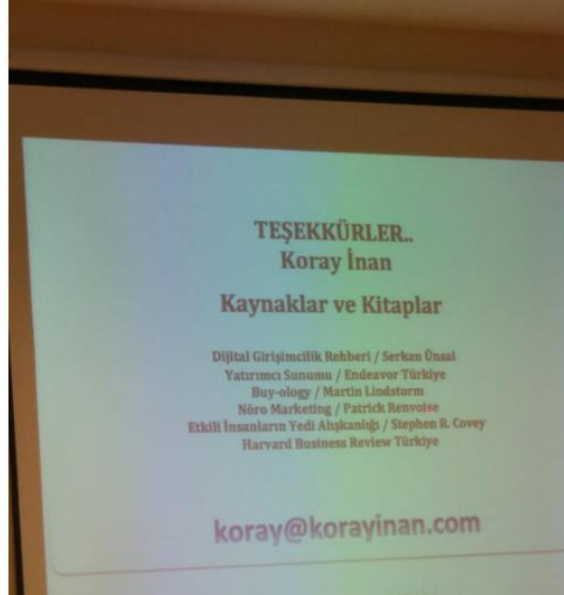 TEŞEKKÜRLER..
Koray İnan
Kaynaklar ve Kitaplar
Dijital Girişimcilik Rehberi / Serkan Ünsal
Yatırımcı Sunumu / Endeavor Türkiye
Buy-ology / Martin Lindstorm
Nöro Marketing / Patrick Renvoise
Etkili İnsanların Yedi Alışkanlığı / Stephen R. Covey
Harvard Business Review Türkiye
koray@korayinan.com